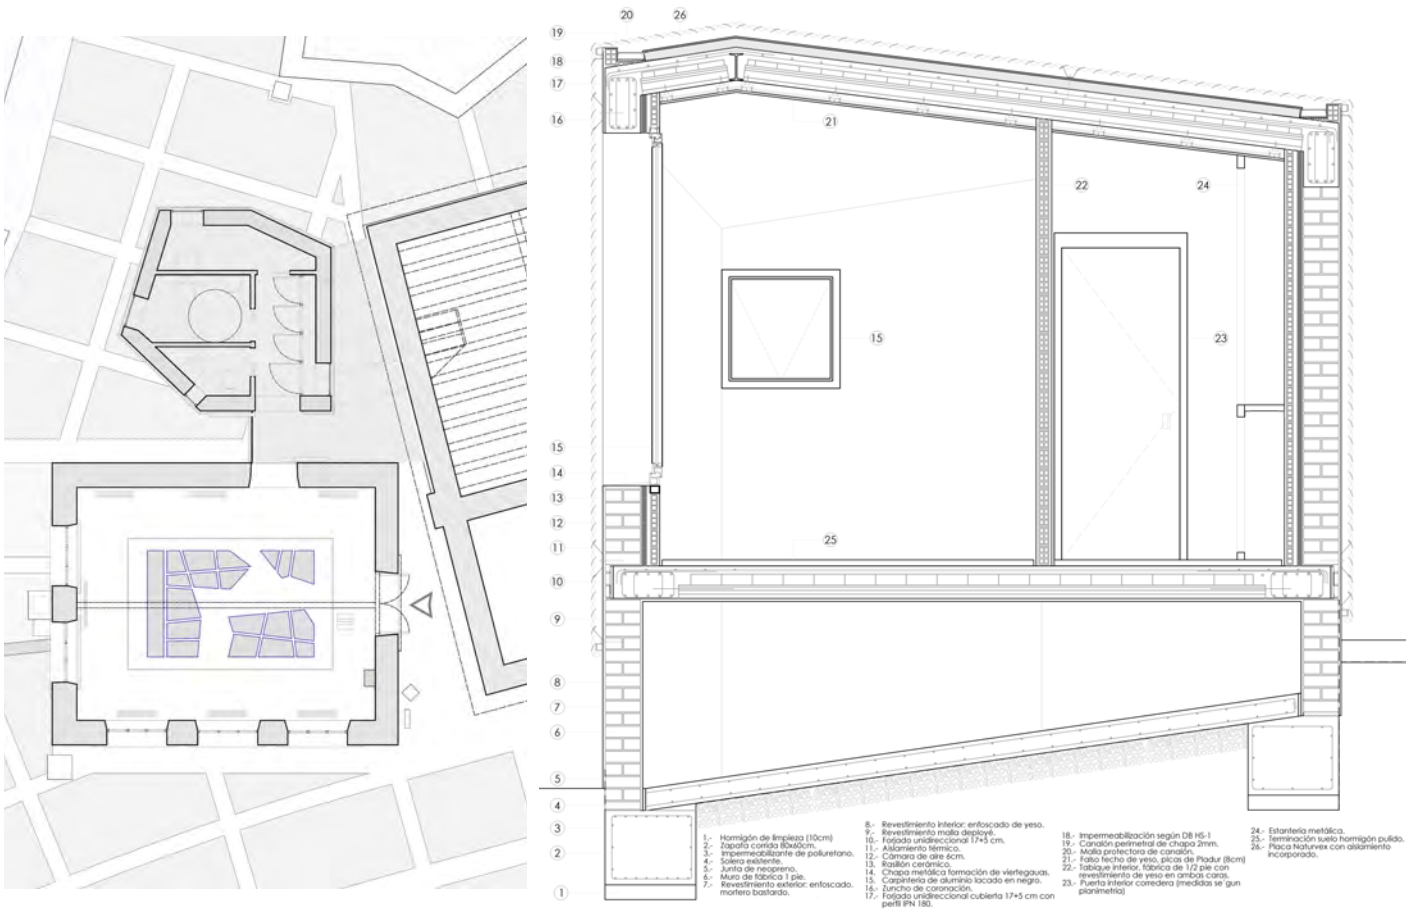 20
26
19
18
17
16
21
22
24
15
23
15
14
13
12
11
25
10
9
8
7
6
5
4
3
2
1
1.- Hormigón de limpieza (10cm)
2.- Zapata corrida 80x60cm.
3.- Impermeabilizante de poliuretano.
4.- Solera existente.
5.- Junta de neopreno.
6.- Muro de fábrica 1 pie.
7.- Revestimiento exterior: enfoscado.
mortero bastardo.
8.- Revestimiento interior: enfoscado de yeso.
9.- Revestimiento malla deployé.
10.- Forjado unidireccional 17+5 cm.
11.- Aislamiento térmico.
12.- Cámara de aire 6cm.
13. Rasillón cerámico.
14. Chapa metálica formación de vierteguas.
15. Carpintería de aluminio lacado en negro.
16.- Zuncho de coronación.
17.- Forjado unidireccional cubierta 17+5 cm con
perfil IPN 180.
18.- Impermeabilización según DB HS-1
19.- Canalón perimetral de chapa 2mm.
20.- Malla protectora de canalón.
21.- Falso techo de yeso, placas de Pladur (8cm)
22.- Tabique interior, fábrica de 1/2 pie con
revestimiento de yeso en ambas caras.
23.- Puerta interior corredera (medidas se gun
planimetría)
24.- Estantería metálica.
25.- Terminación suelo hormigón pulido.
26.- Placa Naturvex con aislamiento
incorporado.